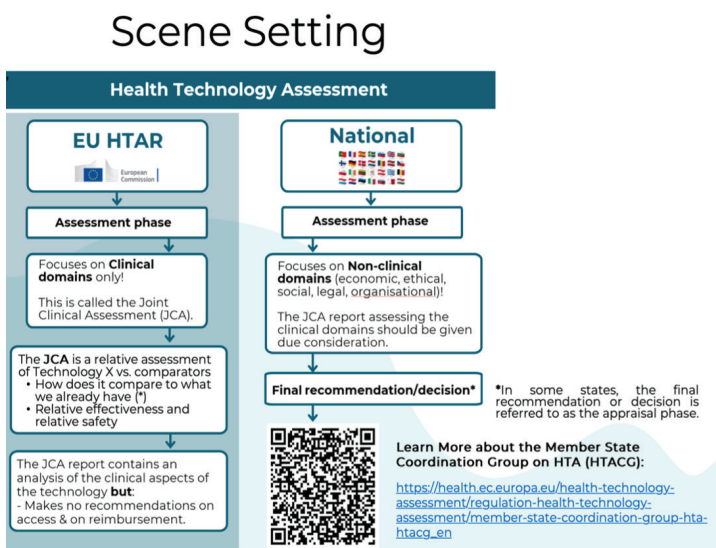 Scene Setting
Health Technology Assessment
EU HTAR
European
Commission
Assessment phase
Focuses on Clinical
domains only!
This is called the Joint
Clinical Assessment (JCA).
The JCA is a relative assessment
of Technology X vs. comparators
• How does it compare to what
we already have (*)
• Relative effectiveness and
relative safety
The JCA report contains an
analysis of the clinical aspects of
the technology but:
- Makes no recommendations on
access & on reimbursement.
National
Assessment phase
Focuses on Non-clinical
domains (economic, ethical,
social, legal, organisational)!
The JCA report assessing the
clinical domains should be given
due consideration.
Final recommendation/decision*
*In some states, the final
recommendation or decision is
referred to as the appraisal phase.
Learn More about the Member State
Coordination Group on HTA (HTACG):
https://health.ec.europa.eu/health-technology-
assessment/regulation-health-technology-
assessment/member-state-coordination-group-hta-
htacg_en